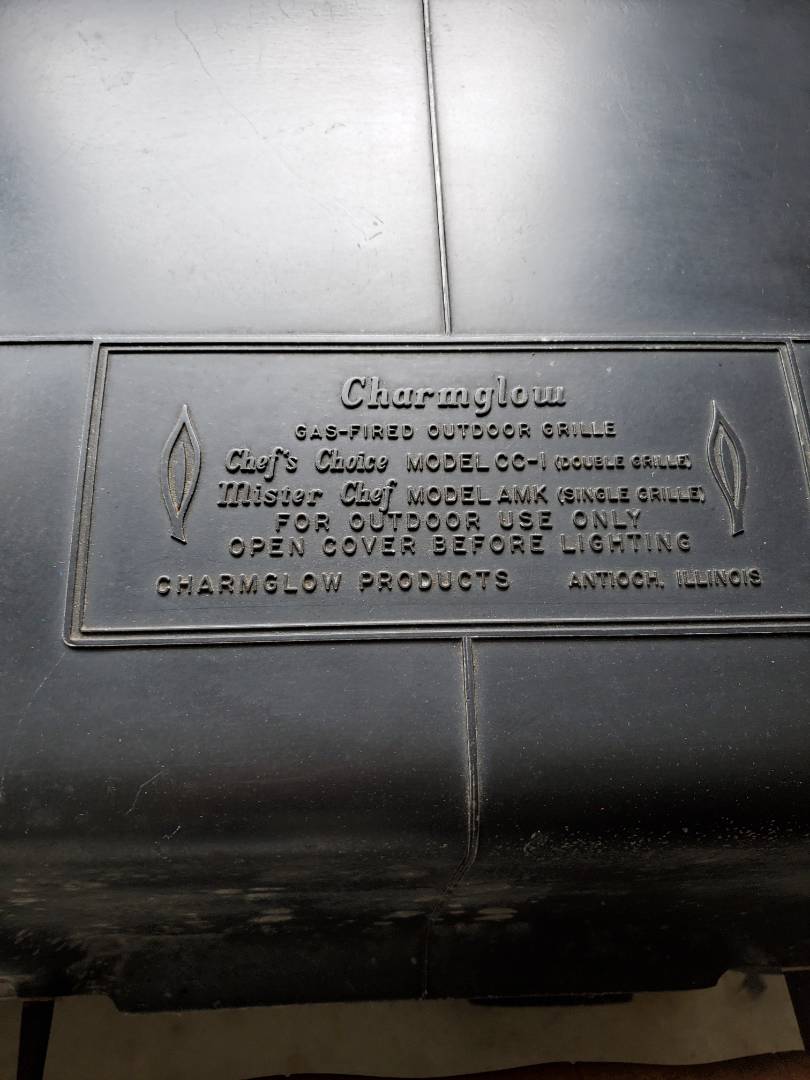 Charmglow
GAS-FIRED OUTDOOR GRILLE
Chef's Choice MODEL CC-1 (DOUBLE GRILLE)
Mister Chef MODEL AMK (SINGLE GRILLE)
FOR OUTDOOR USE ONLY
OPEN COVER BEFORE LIGHTING
CHARMGLOW PRODUCTS ANTIOCH, ILLINOIS